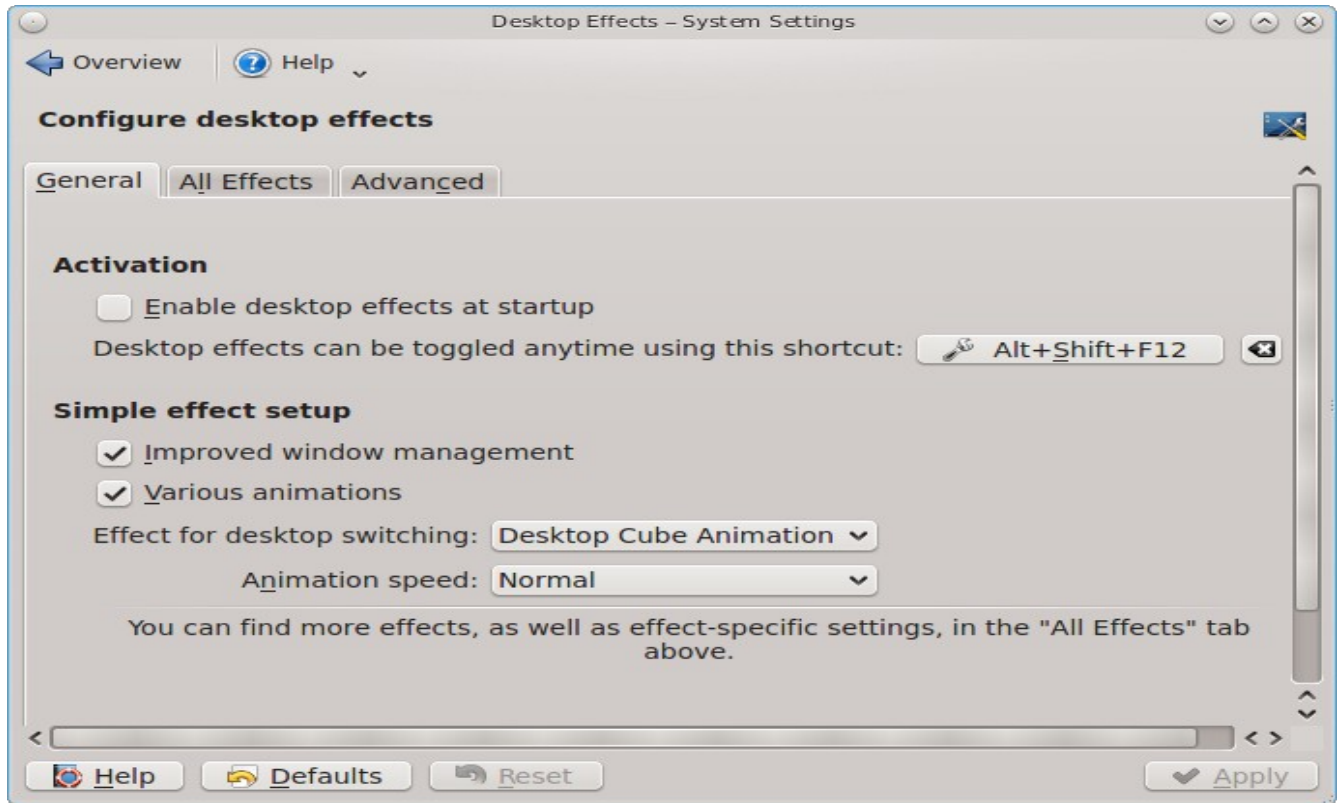 Desktop Effects – System Settings
Overview Help
Configure desktop effects
General All Effects Advanced
Activation
Enable desktop effects at startup
Desktop effects can be toggled anytime using this shortcut: Alt+Shift+F12
Simple effect setup
Improved window management
Various animations
Effect for desktop switching: Desktop Cube Animation
Animation speed: Normal
You can find more effects, as well as effect-specific settings, in the "All Effects" tab
above.
Help Defaults Reset Apply